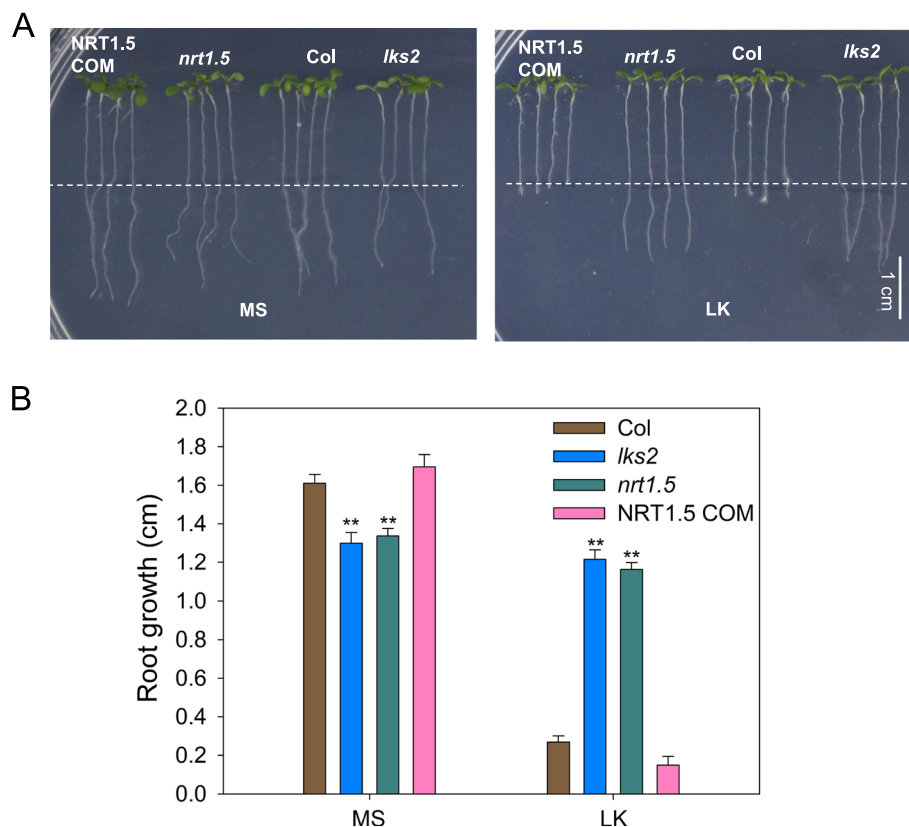 A
NRT1.5
COM
nrt1.5
Col
lks2
MS
NRT1.5
COM
nrt1.5
Col
lks2
LK
1 cm
B
Root growth (cm)
2.0
1.8
1.6
1.4
1.2
1.0
0.8
0.6
0.4
0.2
0.0
** **
** **
Col
lks2
nrt1.5
NRT1.5 COM
MS LK